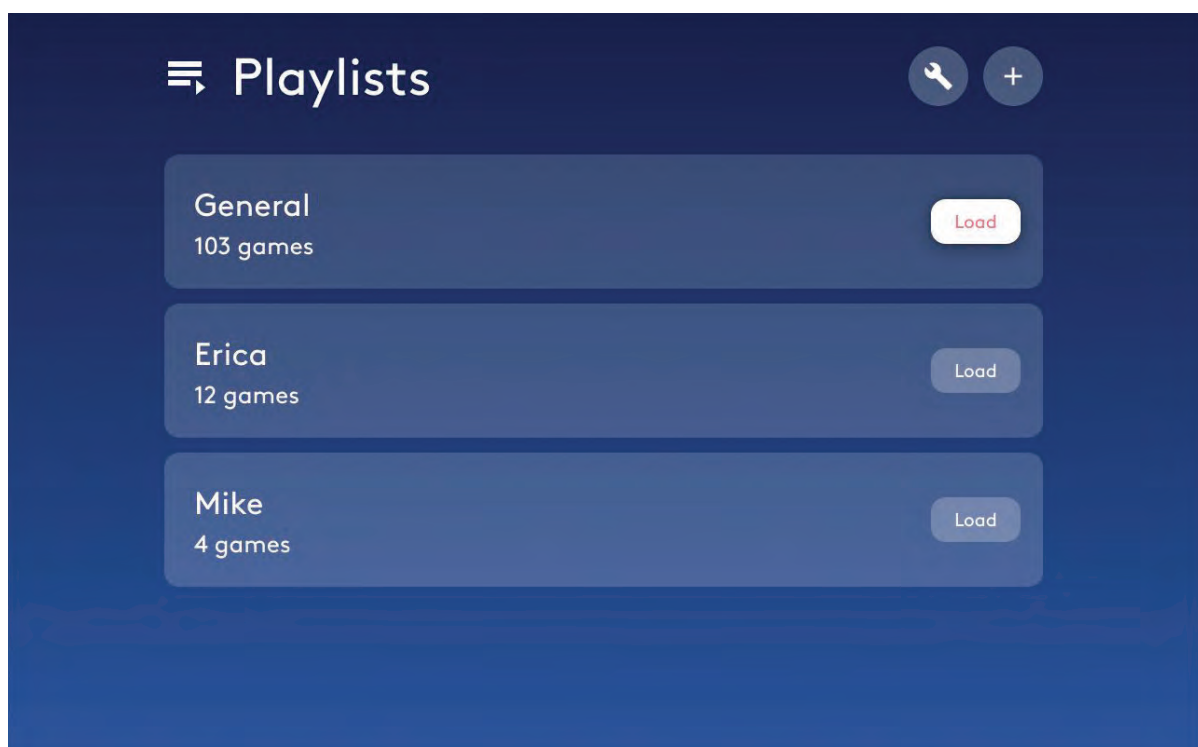 Playlists
General
103 games
Load
Erica
12 games
Load
Mike
4 games
Load